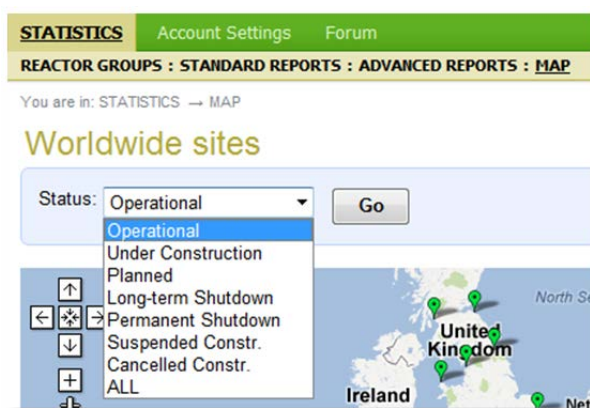 STATISTICS Account Settings Forum
REACTOR GROUPS : STANDARD REPORTS : ADVANCED REPORTS : MAP
You are in: STATISTICS → MAP
Worldwide sites
Status: Operational Go
Operational
Under Construction
Planned
Long-term Shutdown
Permanent Shutdown
Suspended Constr.
Cancelled Constr.
ALL
North Se
United
Kingdom
Ireland
Net